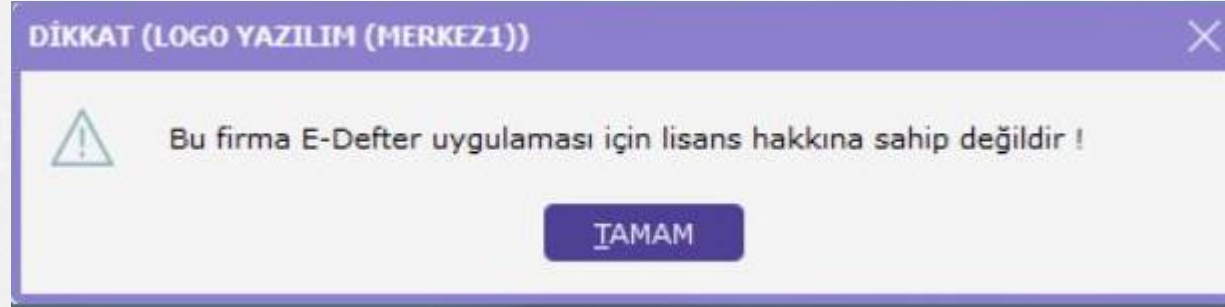 DİKKAT (LOGO YAZILIM (MERKEZ1))
Bu firma E-Defter uygulaması için lisans hakkına sahip değildir !
TAMAM